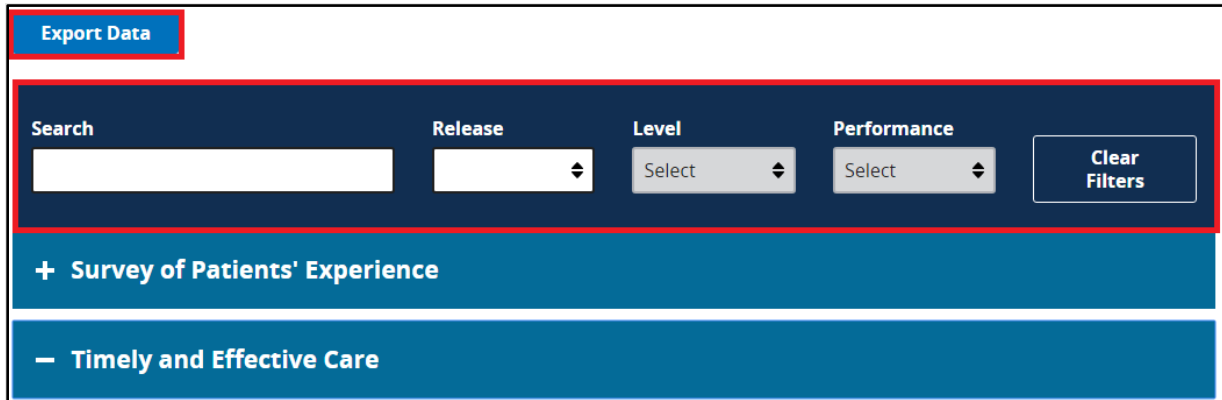 Export Data
Search Release Level Performance
Select Select Clear
Filters
+ Survey of Patients' Experience
− Timely and Effective Care